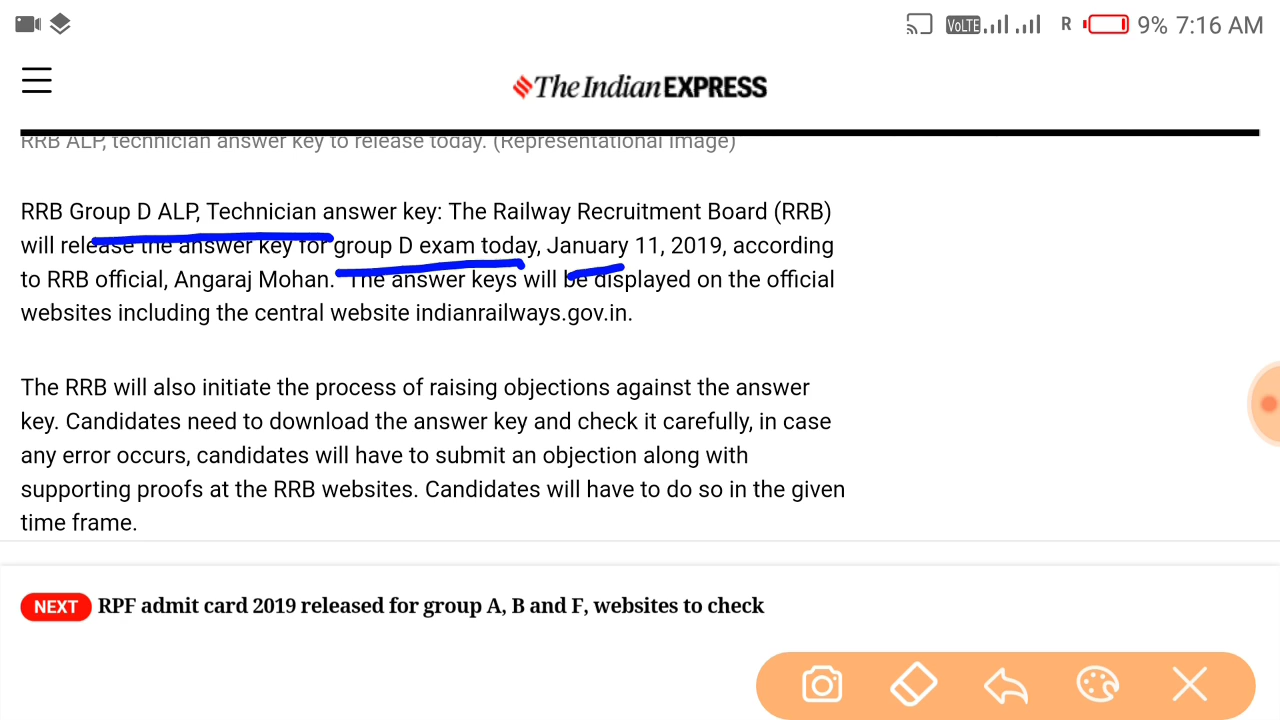 VoLTE R 9% 7:16 AM
The Indian EXPRESS
RRB ALP, technician answer key to release today. (Representational Image)
RRB Group D ALP, Technician answer key: The Railway Recruitment Board (RRB)
will release the answer key for group D exam today, January 11, 2019, according
to RRB official, Angaraj Mohan. The answer keys will be displayed on the official
websites including the central website indianrailways.gov.in.
The RRB will also initiate the process of raising objections against the answer
key. Candidates need to download the answer key and check it carefully, in case
any error occurs, candidates will have to submit an objection along with
supporting proofs at the RRB websites. Candidates will have to do so in the given
time frame.
NEXT RPF admit card 2019 released for group A, B and F, websites to check